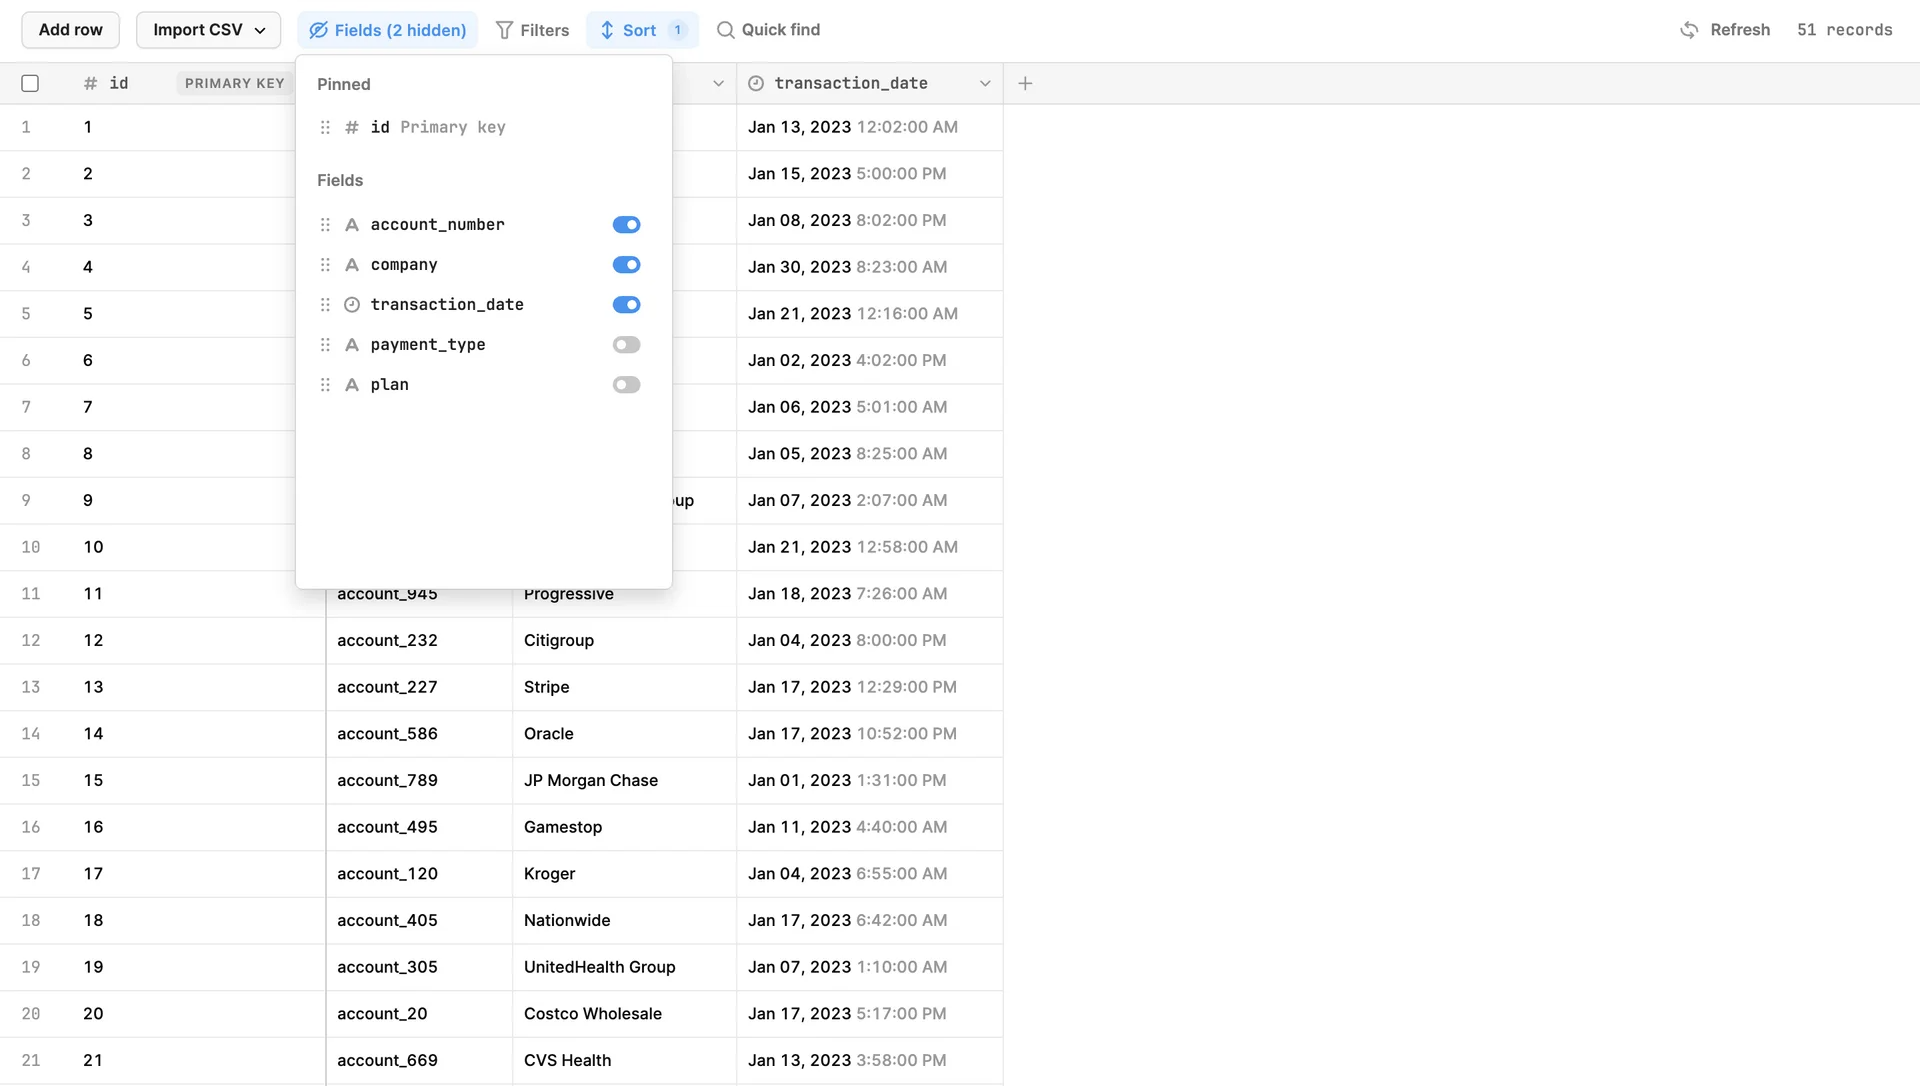 Add row Import CSV Fields (2 hidden) Filters Sort 1 Quick find Refresh 51 records
# id PRIMARY KEY transaction_date
Pinned
# id Primary key
Fields
A account_number
A company
transaction_date
A payment_type
A plan
1 1 Jan 13, 2023 12:02:00 AM
2 2 Jan 15, 2023 5:00:00 PM
3 3 Jan 08, 2023 8:02:00 PM
4 4 Jan 30, 2023 8:23:00 AM
5 5 Jan 21, 2023 12:16:00 AM
6 6 Jan 02, 2023 4:02:00 PM
7 7 Jan 06, 2023 5:01:00 AM
8 8 Jan 05, 2023 8:25:00 AM
9 9 up Jan 07, 2023 2:07:00 AM
10 10 Jan 21, 2023 12:58:00 AM
11 11 account_945 Progressive Jan 18, 2023 7:26:00 AM
12 12 account_232 Citigroup Jan 04, 2023 8:00:00 PM
13 13 account_227 Stripe Jan 17, 2023 12:29:00 PM
14 14 account_586 Oracle Jan 17, 2023 10:52:00 PM
15 15 account_789 JP Morgan Chase Jan 01, 2023 1:31:00 PM
16 16 account_495 Gamestop Jan 11, 2023 4:40:00 AM
17 17 account_120 Kroger Jan 04, 2023 6:55:00 AM
18 18 account_405 Nationwide Jan 17, 2023 6:42:00 AM
19 19 account_305 UnitedHealth Group Jan 07, 2023 1:10:00 AM
20 20 account_20 Costco Wholesale Jan 17, 2023 5:17:00 PM
21 21 account_669 CVS Health Jan 13, 2023 3:58:00 PM